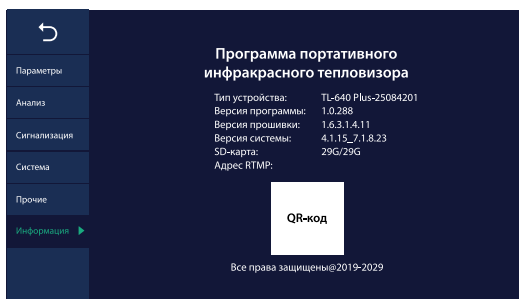 Параметры
Анализ
Сигнализация
Система
Прочие
Информация
Программа портативного
инфракрасного тепловизора
Тип устройства: TL-640 Plus-25084201
Версия программы: 1.0.288
Версия прошивки: 1.6.3.1.4.11
Версия системы: 4.1.15_7.1.8.23
SD-карта: 29G/29G
Адрес RTMP:
QR-код
Все права защищены@2019-2029